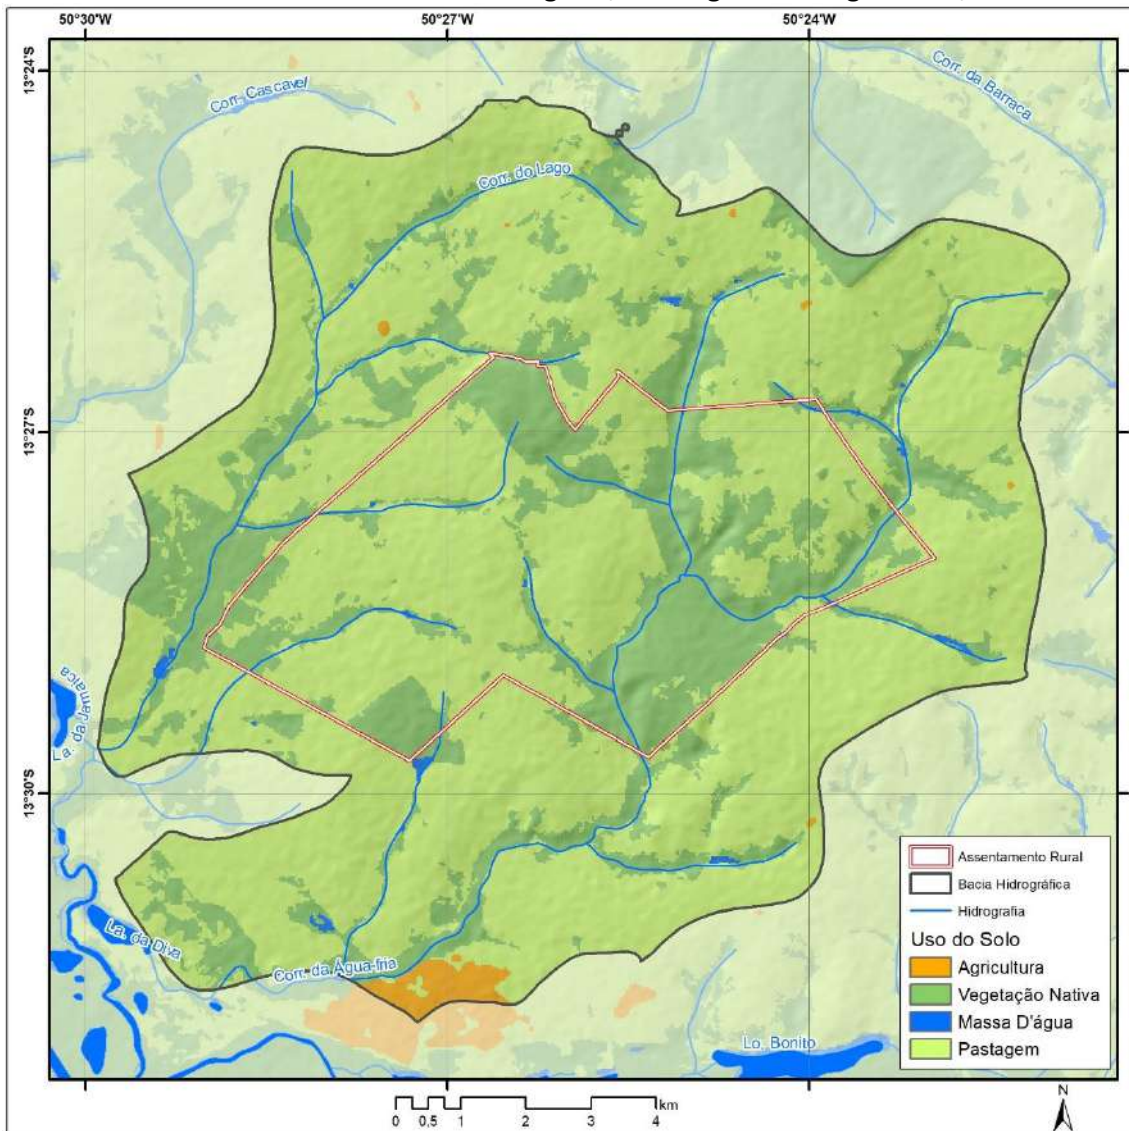 50°30'W
50°27'W
50°24'W
13°24'S
13°27'S
13°30'S
Corr. Cascavel
Corr. da Barraca
Corr. do Lago
La. da Jamaica
La. da Diva
Corr. da Água-fria
Lo. Bonito
Assentamento Rural
Bacia Hidrográfica
Hidrografia
Uso do Solo
Agricultura
Vegetação Nativa
Massa D'água
Pastagem
km
0 0,5 1 2 3 4
N